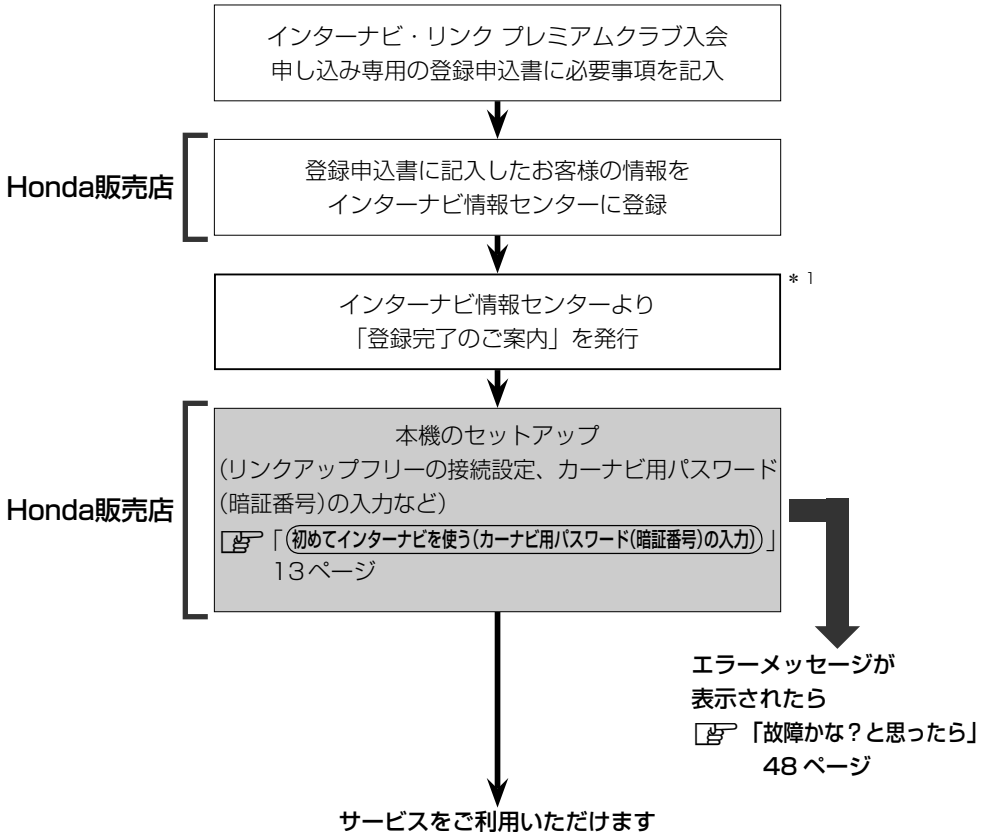 インターナビ・リンク プレミアムクラブ入会
申し込み専用の登録申込書に必要事項を記入
Honda販売店
登録申込書に記入したお客様の情報を
インターナビ情報センターに登録
インターナビ情報センターより
「登録完了のご案内」を発行
*1
Honda販売店
本機のセットアップ
(リンクアップフリーの接続設定、カーナビ用パスワード
(暗証番号)の入力など)
「(初めてインターナビを使う(カーナビ用パスワード(暗証番号)の入力))」
13ページ
エラーメッセージが
表示されたら
「故障かな?と思ったら」
48 ページ
サービスをご利用いただけます